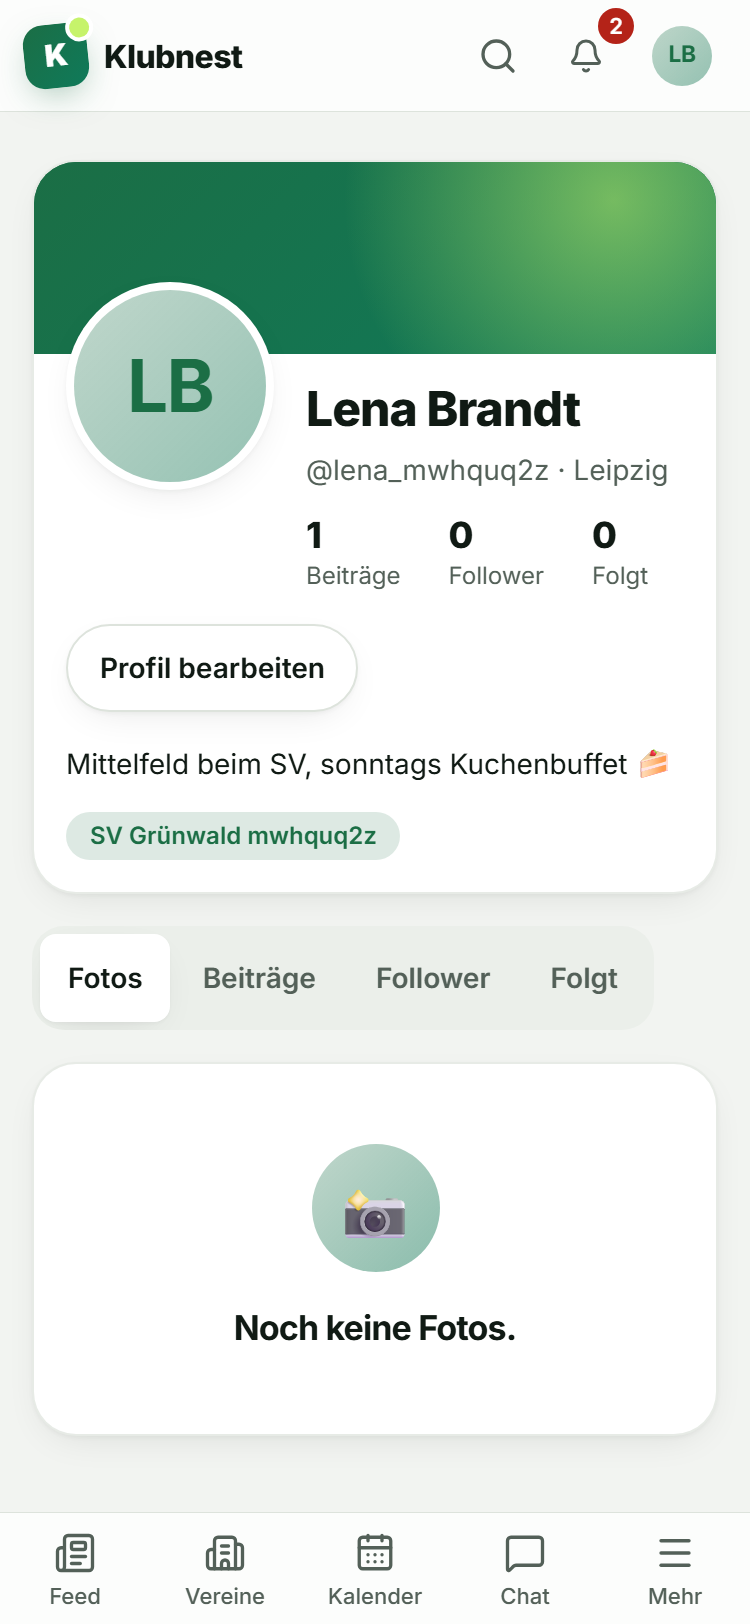 K Klubnest 2 LB
LB
Lena Brandt
@lena_mwhquq2z · Leipzig
1 0 0
Beiträge Follower Folgt
Profil bearbeiten
Mittelfeld beim SV, sonntags Kuchenbuffet 🍰
SV Grünwald mwhquq2z
Fotos Beiträge Follower Folgt
Noch keine Fotos.
Feed Vereine Kalender Chat Mehr